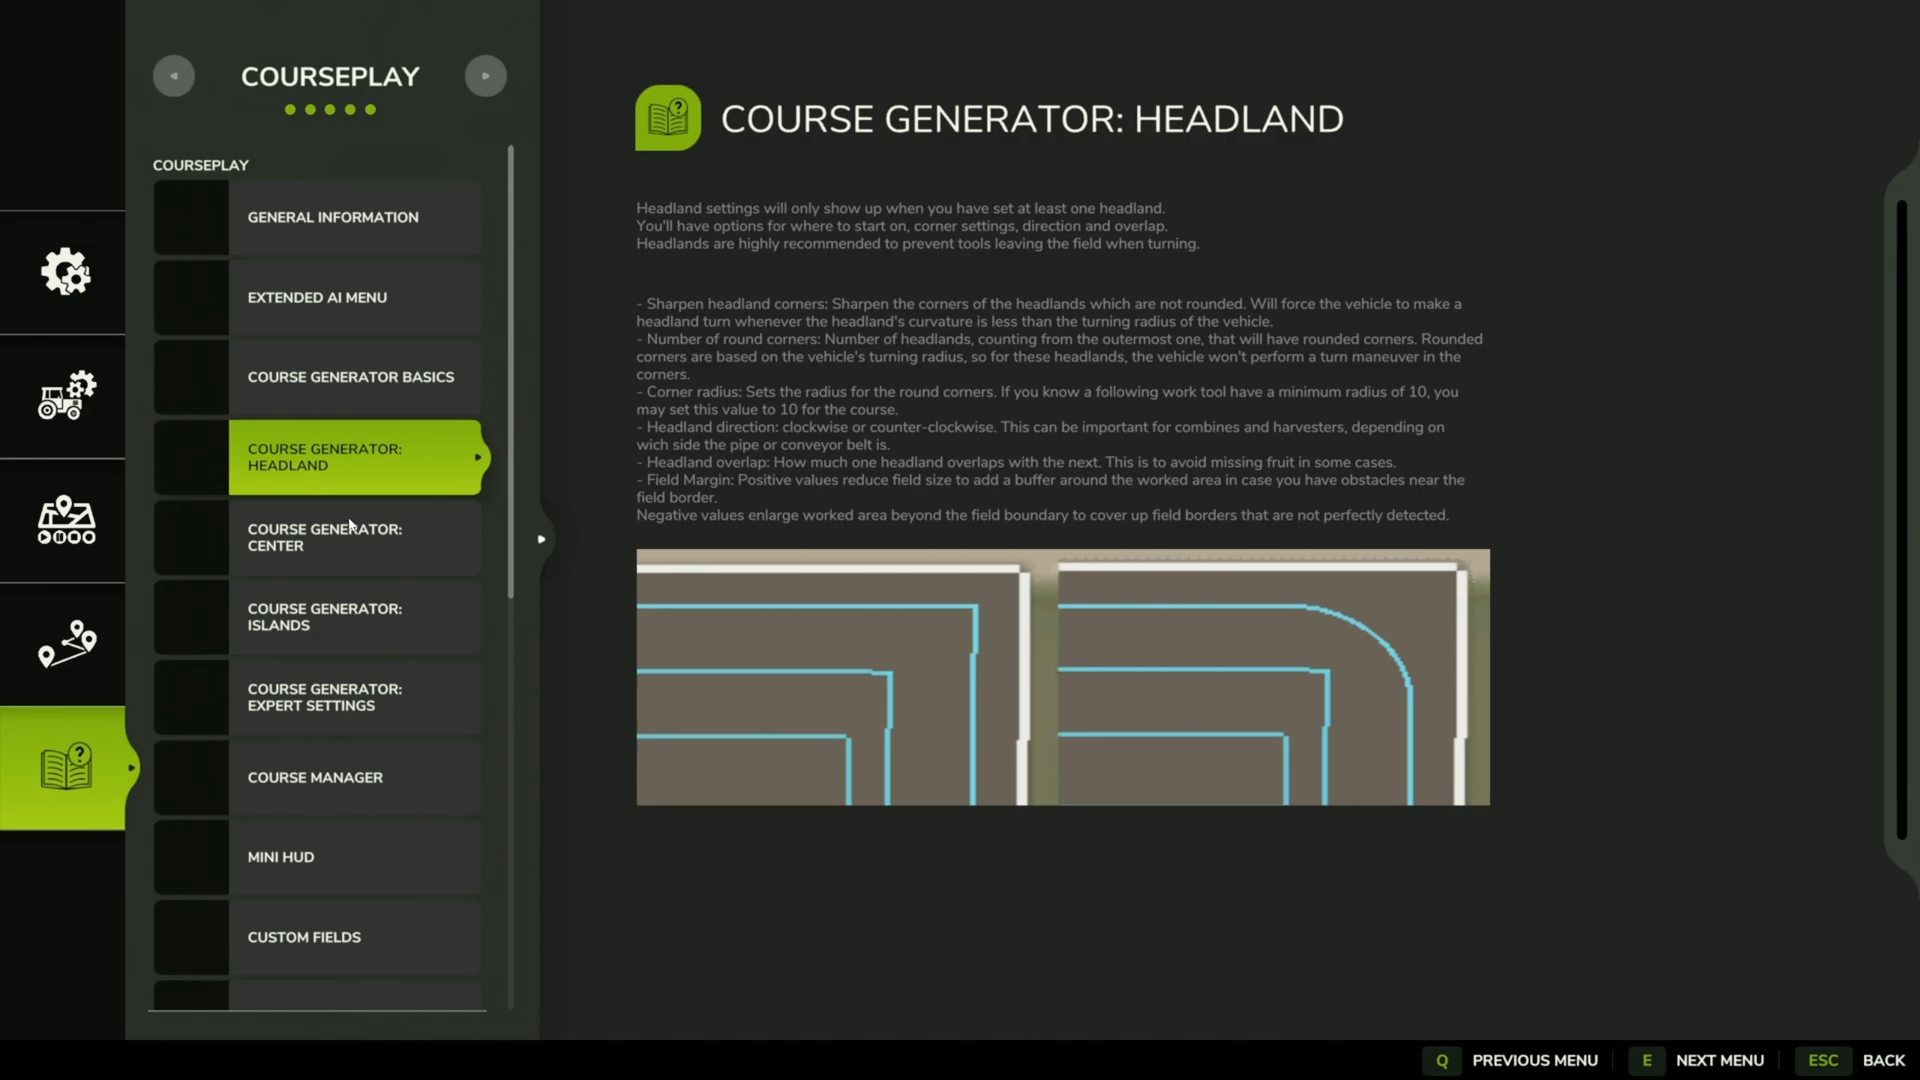 COURSEPLAY
COURSEPLAY
GENERAL INFORMATION
EXTENDED AI MENU
COURSE GENERATOR BASICS
COURSE GENERATOR:
HEADLAND
COURSE GENERATOR:
CENTER
COURSE GENERATOR:
ISLANDS
COURSE GENERATOR:
EXPERT SETTINGS
COURSE MANAGER
MINI HUD
CUSTOM FIELDS
COURSE GENERATOR: HEADLAND
Headland settings will only show up when you have set at least one headland.
You'll have options for where to start on, corner settings, direction and overlap.
Headlands are highly recommended to prevent tools leaving the field when turning.
- Sharpen headland corners: Sharpen the corners of the headlands which are not rounded. Will force the vehicle to make a
headland turn whenever the headland's curvature is less than the turning radius of the vehicle.
- Number of round corners: Number of headlands, counting from the outermost one, that will have rounded corners. Rounded
corners are based on the vehicle's turning radius, so for these headlands, the vehicle won't perform a turn maneuver in the
corners.
- Corner radius: Sets the radius for the round corners. If you know a following work tool have a minimum radius of 10, you
may set this value to 10 for the course.
- Headland direction: clockwise or counter-clockwise. This can be important for combines and harvesters, depending on
wich side the pipe or conveyor belt is.
- Headland overlap: How much one headland overlaps with the next. This is to avoid missing fruit in some cases.
- Field Margin: Positive values reduce field size to add a buffer around the worked area in case you have obstacles near the
field border.
Negative values enlarge worked area beyond the field boundary to cover up field borders that are not perfectly detected.
Q PREVIOUS MENU E NEXT MENU ESC BACK